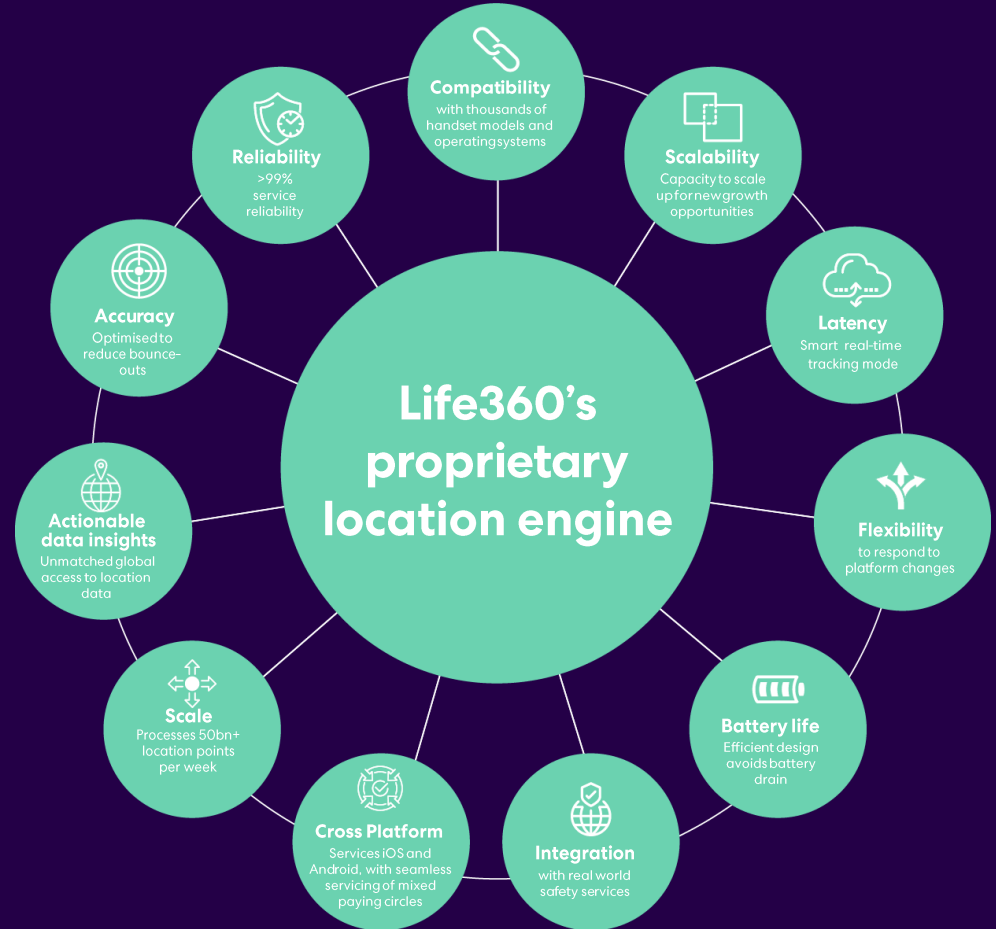 Life360’s
proprietary
location engine
Compatibility
with thousands of
handset models and
operating systems
Scalability
Capacity to scale
up for new growth
opportunities
Latency
Smart real-time
tracking mode
Flexibility
to respond to
platform changes
Battery life
Efficient design
avoids battery
drain
Integration
with real world
safety services
Cross Platform
Services iOS and
Android, with seamless
servicing of mixed
paying circles
Scale
Processes 50bn+
location points
per week
Actionable
data insights
Unmatched global
access to location
data
Accuracy
Optimised to
reduce bounce-
outs
Reliability
>99%
service
reliability